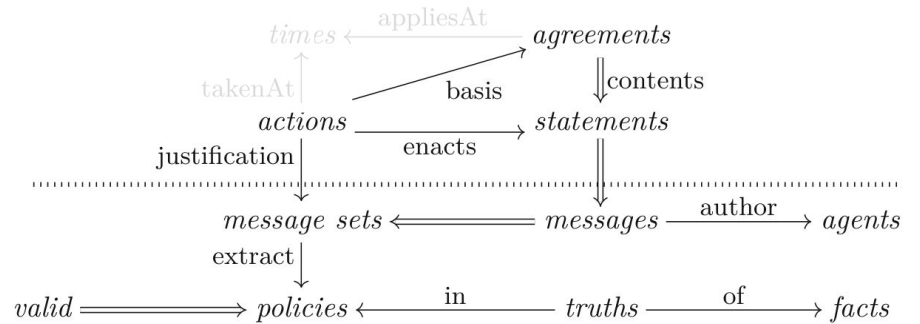 times appliesAt agreements
takenAt basis contents
actions enacts statements
justification
message sets messages author agents
extract
valid policies in truths of facts